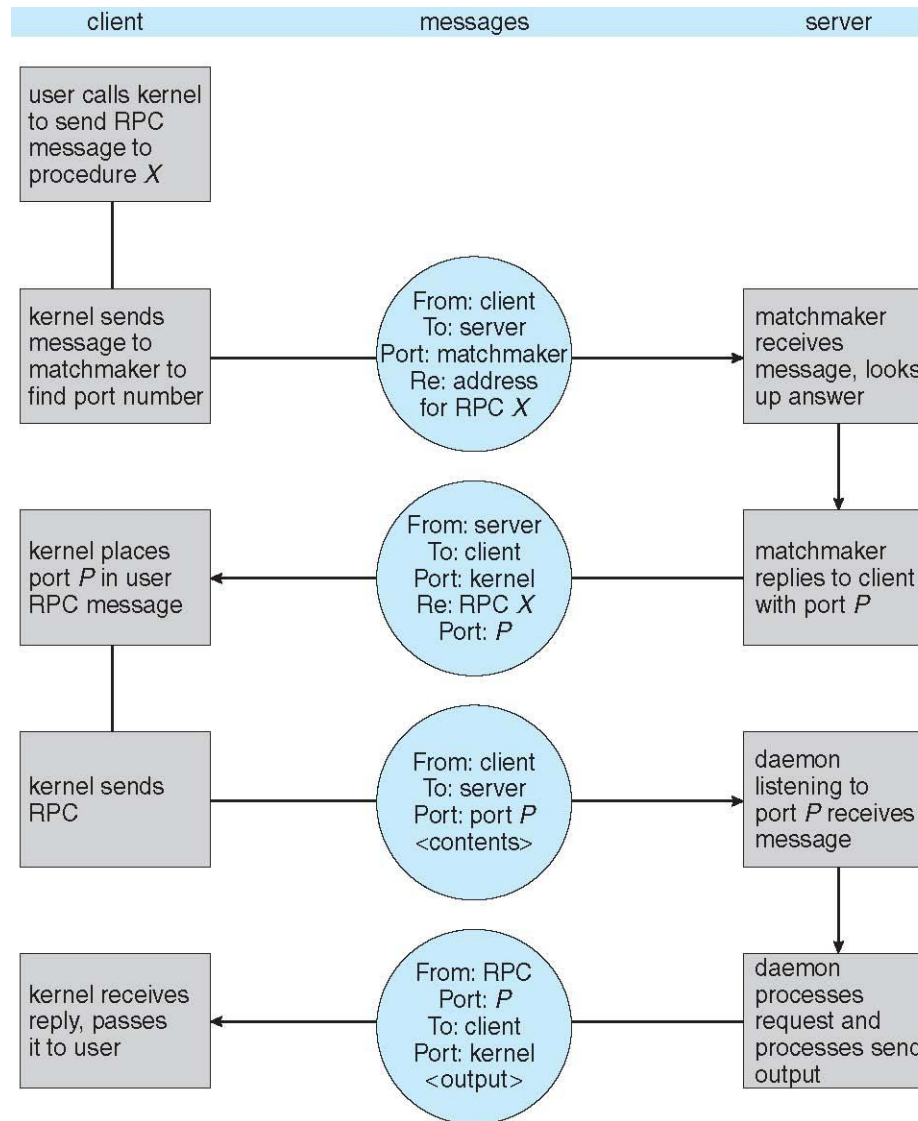 client
messages
server
user calls kernel
to send RPC
message to
procedure X
kernel sends
message to
matchmaker to
find port number
From: client
To: server
Port: matchmaker
Re: address
for RPC X
matchmaker
receives
message, looks
up answer
kernel places
port P in user
RPC message
From: server
To: client
Port: kernel
Re: RPC X
Port: P
matchmaker
replies to client
with port P
kernel sends
RPC
From: client
To: server
Port: port P
<contents>
daemon
listening to
port P receives
message
kernel receives
reply, passes
it to user
From: RPC
Port: P
To: client
Port: kernel
<output>
daemon
processes
request and
processes send
output